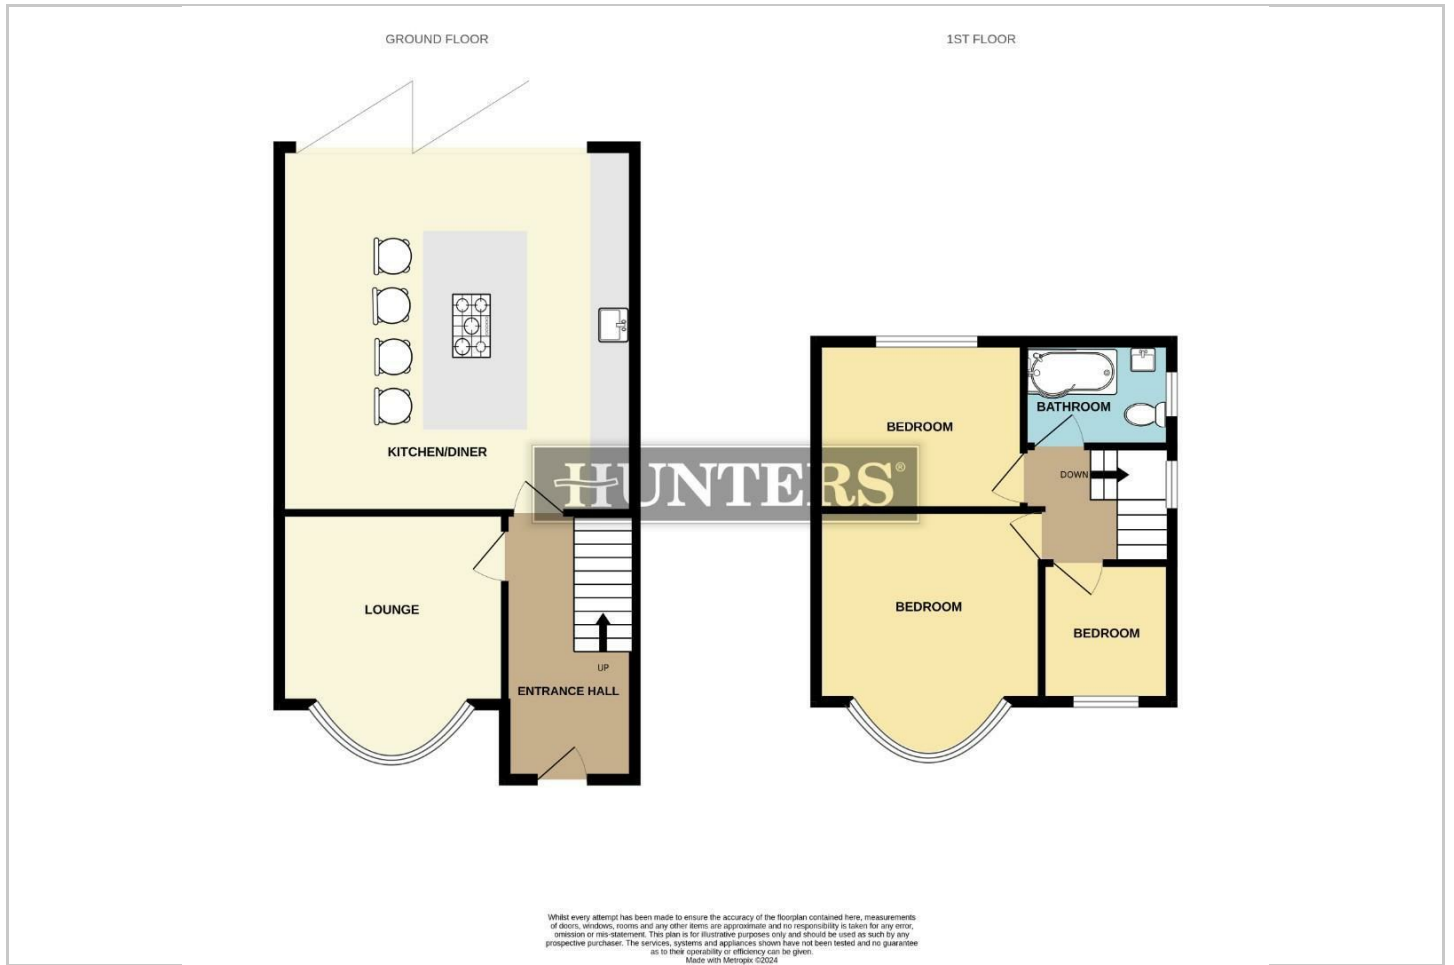 GROUND FLOOR
1ST FLOOR
KITCHEN/DINER
LOUNGE
UP
ENTRANCE HALL
BEDROOM
BATHROOM
DOWN
BEDROOM
BEDROOM
HUNTERS®
Whilst every attempt has been made to ensure the accuracy of the floorplan contained here, measurements
of doors, windows, rooms and any other items are approximate and no responsibility is taken for any error,
omission or mis-statement. This plan is for illustrative purposes only and should be used as such by any
prospective purchaser. The services, systems and appliances shown have not been tested and no guarantee
as to their operability or efficiency can be given.
Made with Metropix ©2024